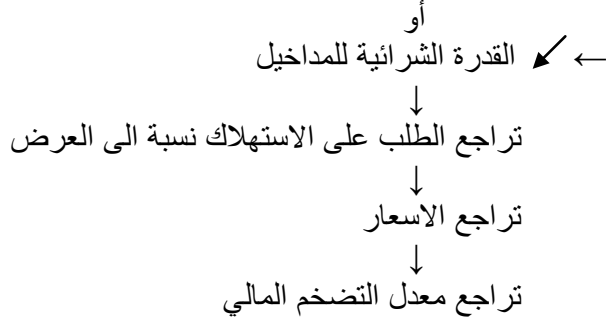 أو
← ↙ القدرة الشرائية للمداخيل
↓
تراجع الطلب على الاستهلاك نسبة الى العرض
↓
تراجع الاسعار
↓
تراجع معدل التضخم المالي